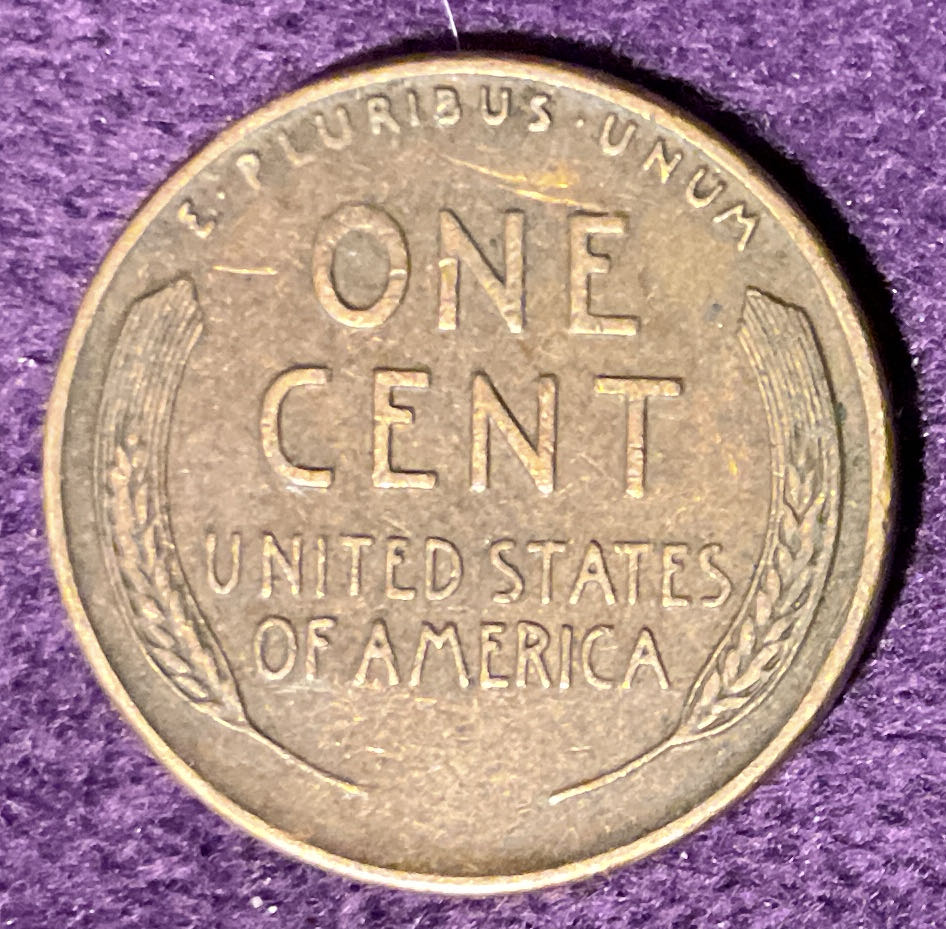 E·PLURIBUS·UNUM
ONE
CENT
UNITED STATES
OF AMERICA